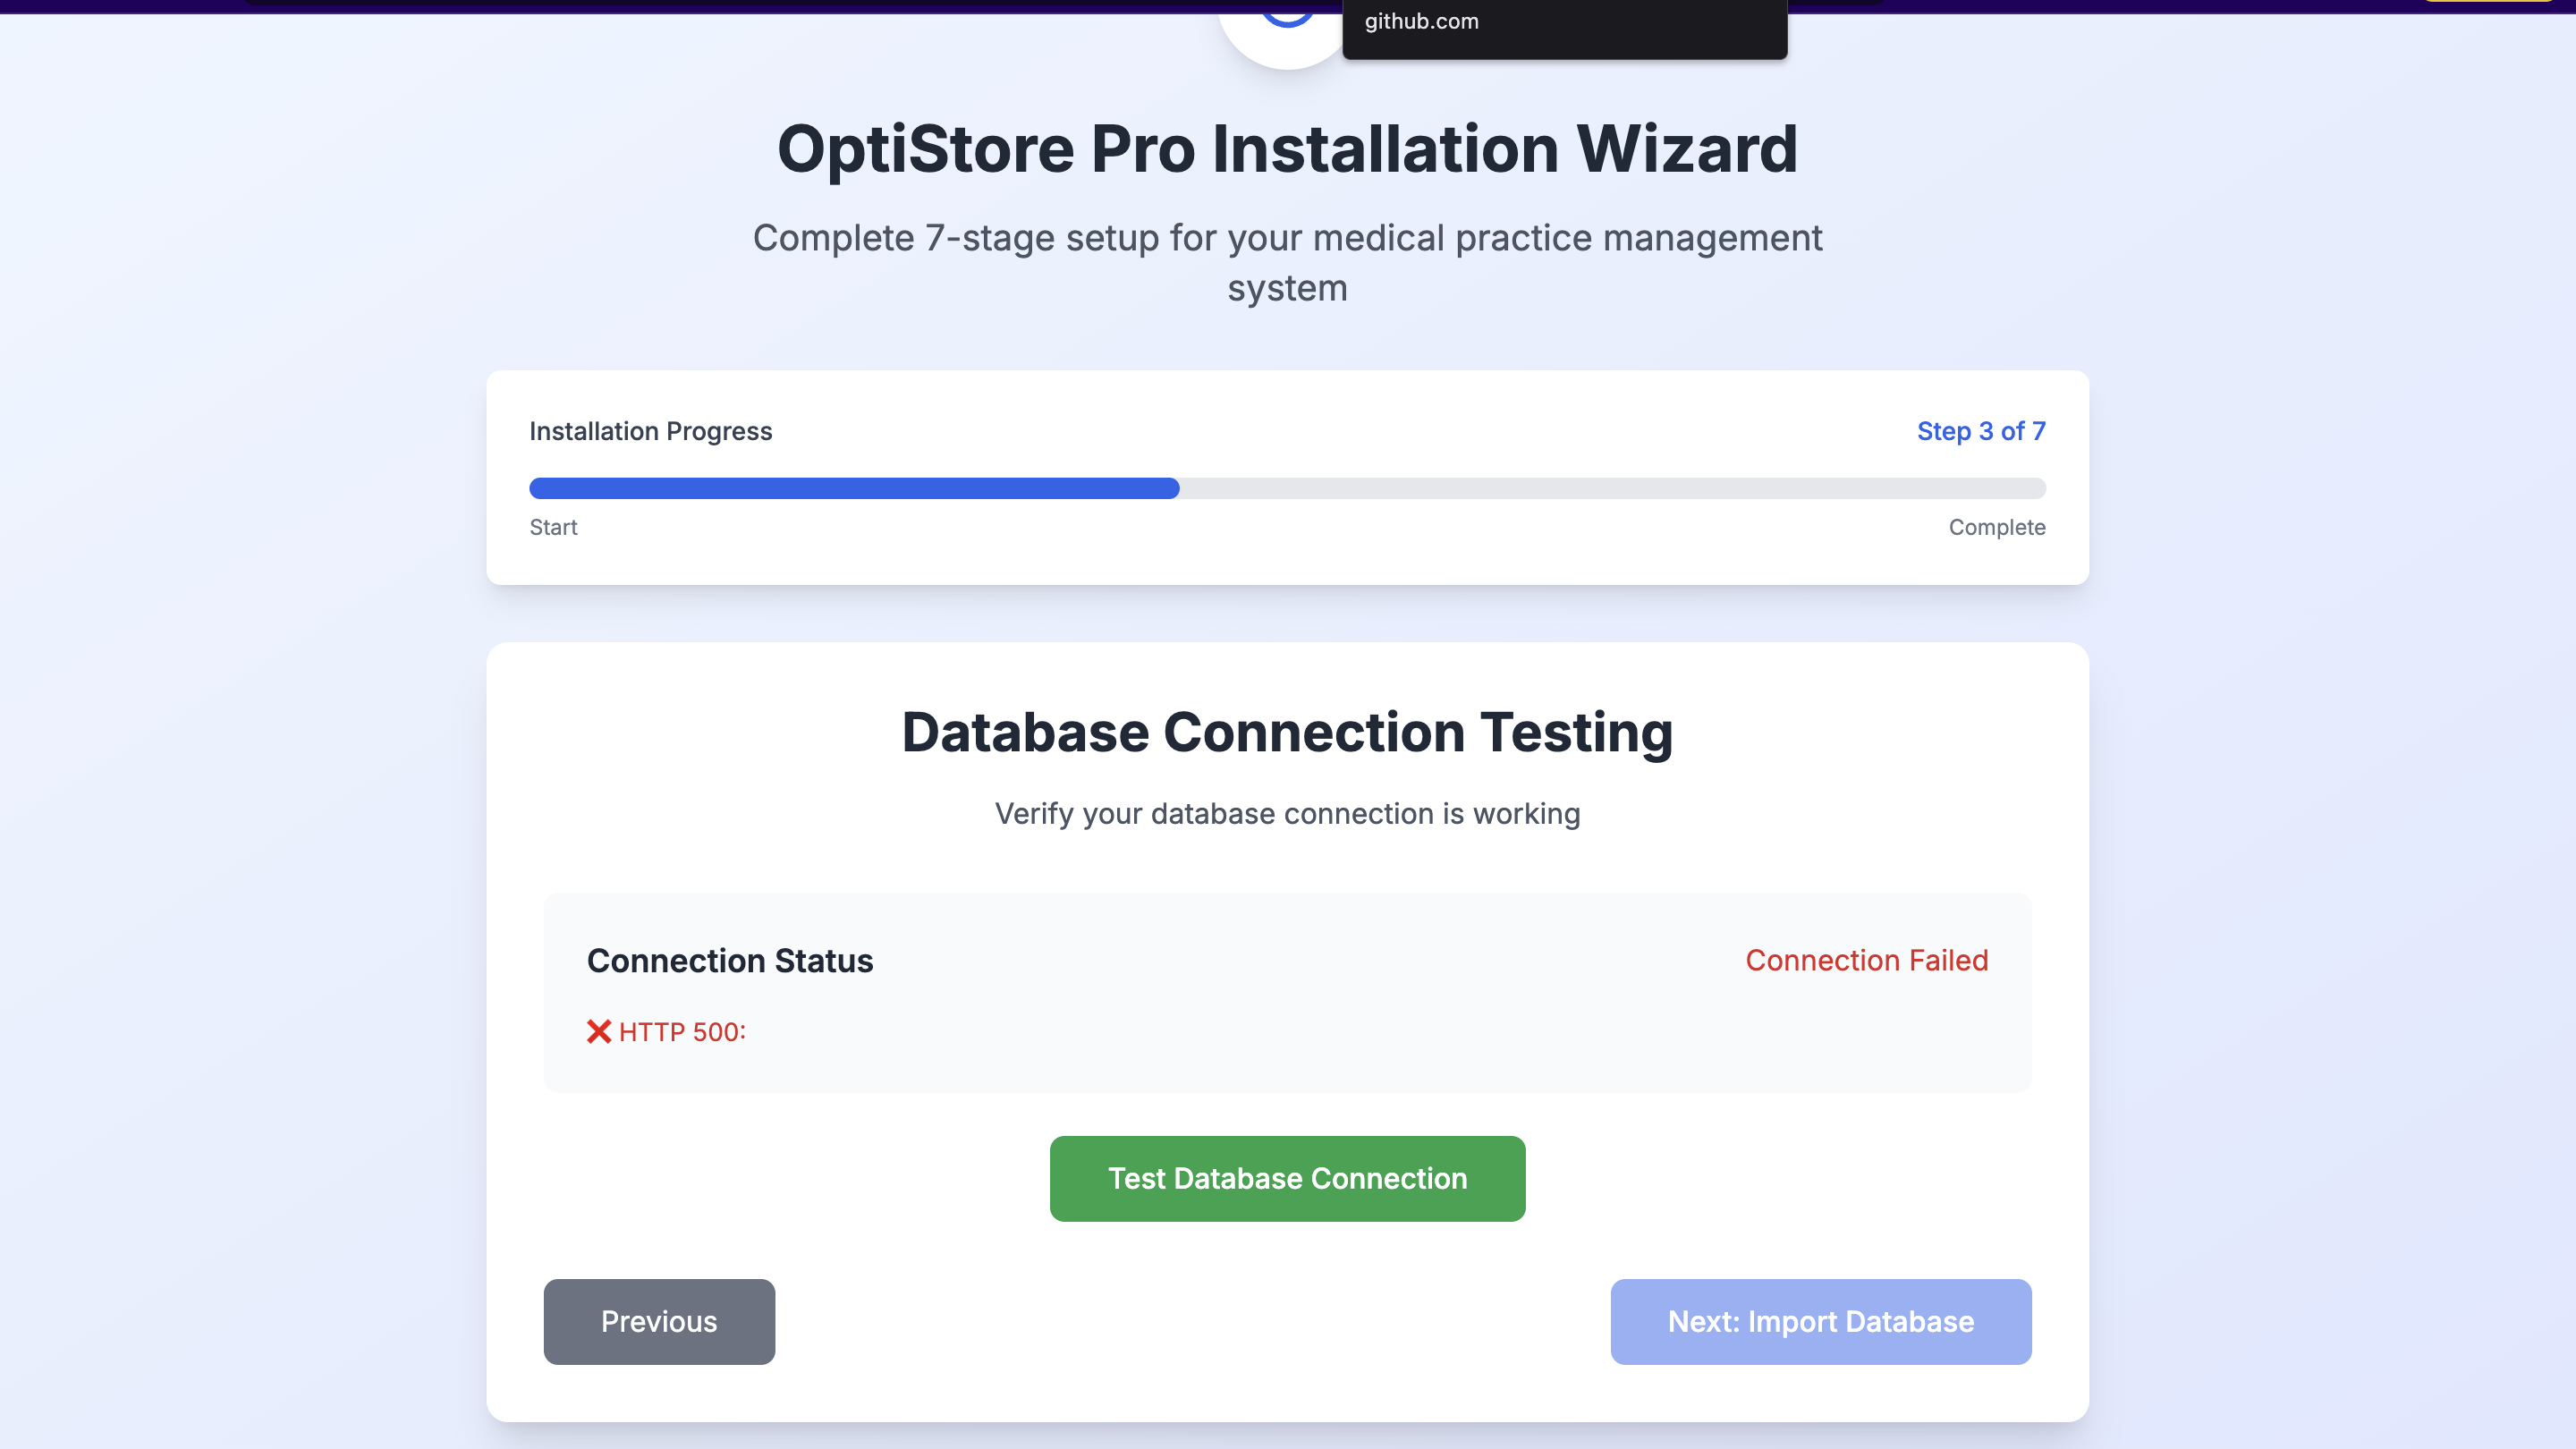 github.com
OptiStore Pro Installation Wizard
Complete 7-stage setup for your medical practice management
system
Installation Progress
Step 3 of 7
Start
Complete
Database Connection Testing
Verify your database connection is working
Connection Status
Connection Failed
❌ HTTP 500:
Test Database Connection
Previous
Next: Import Database